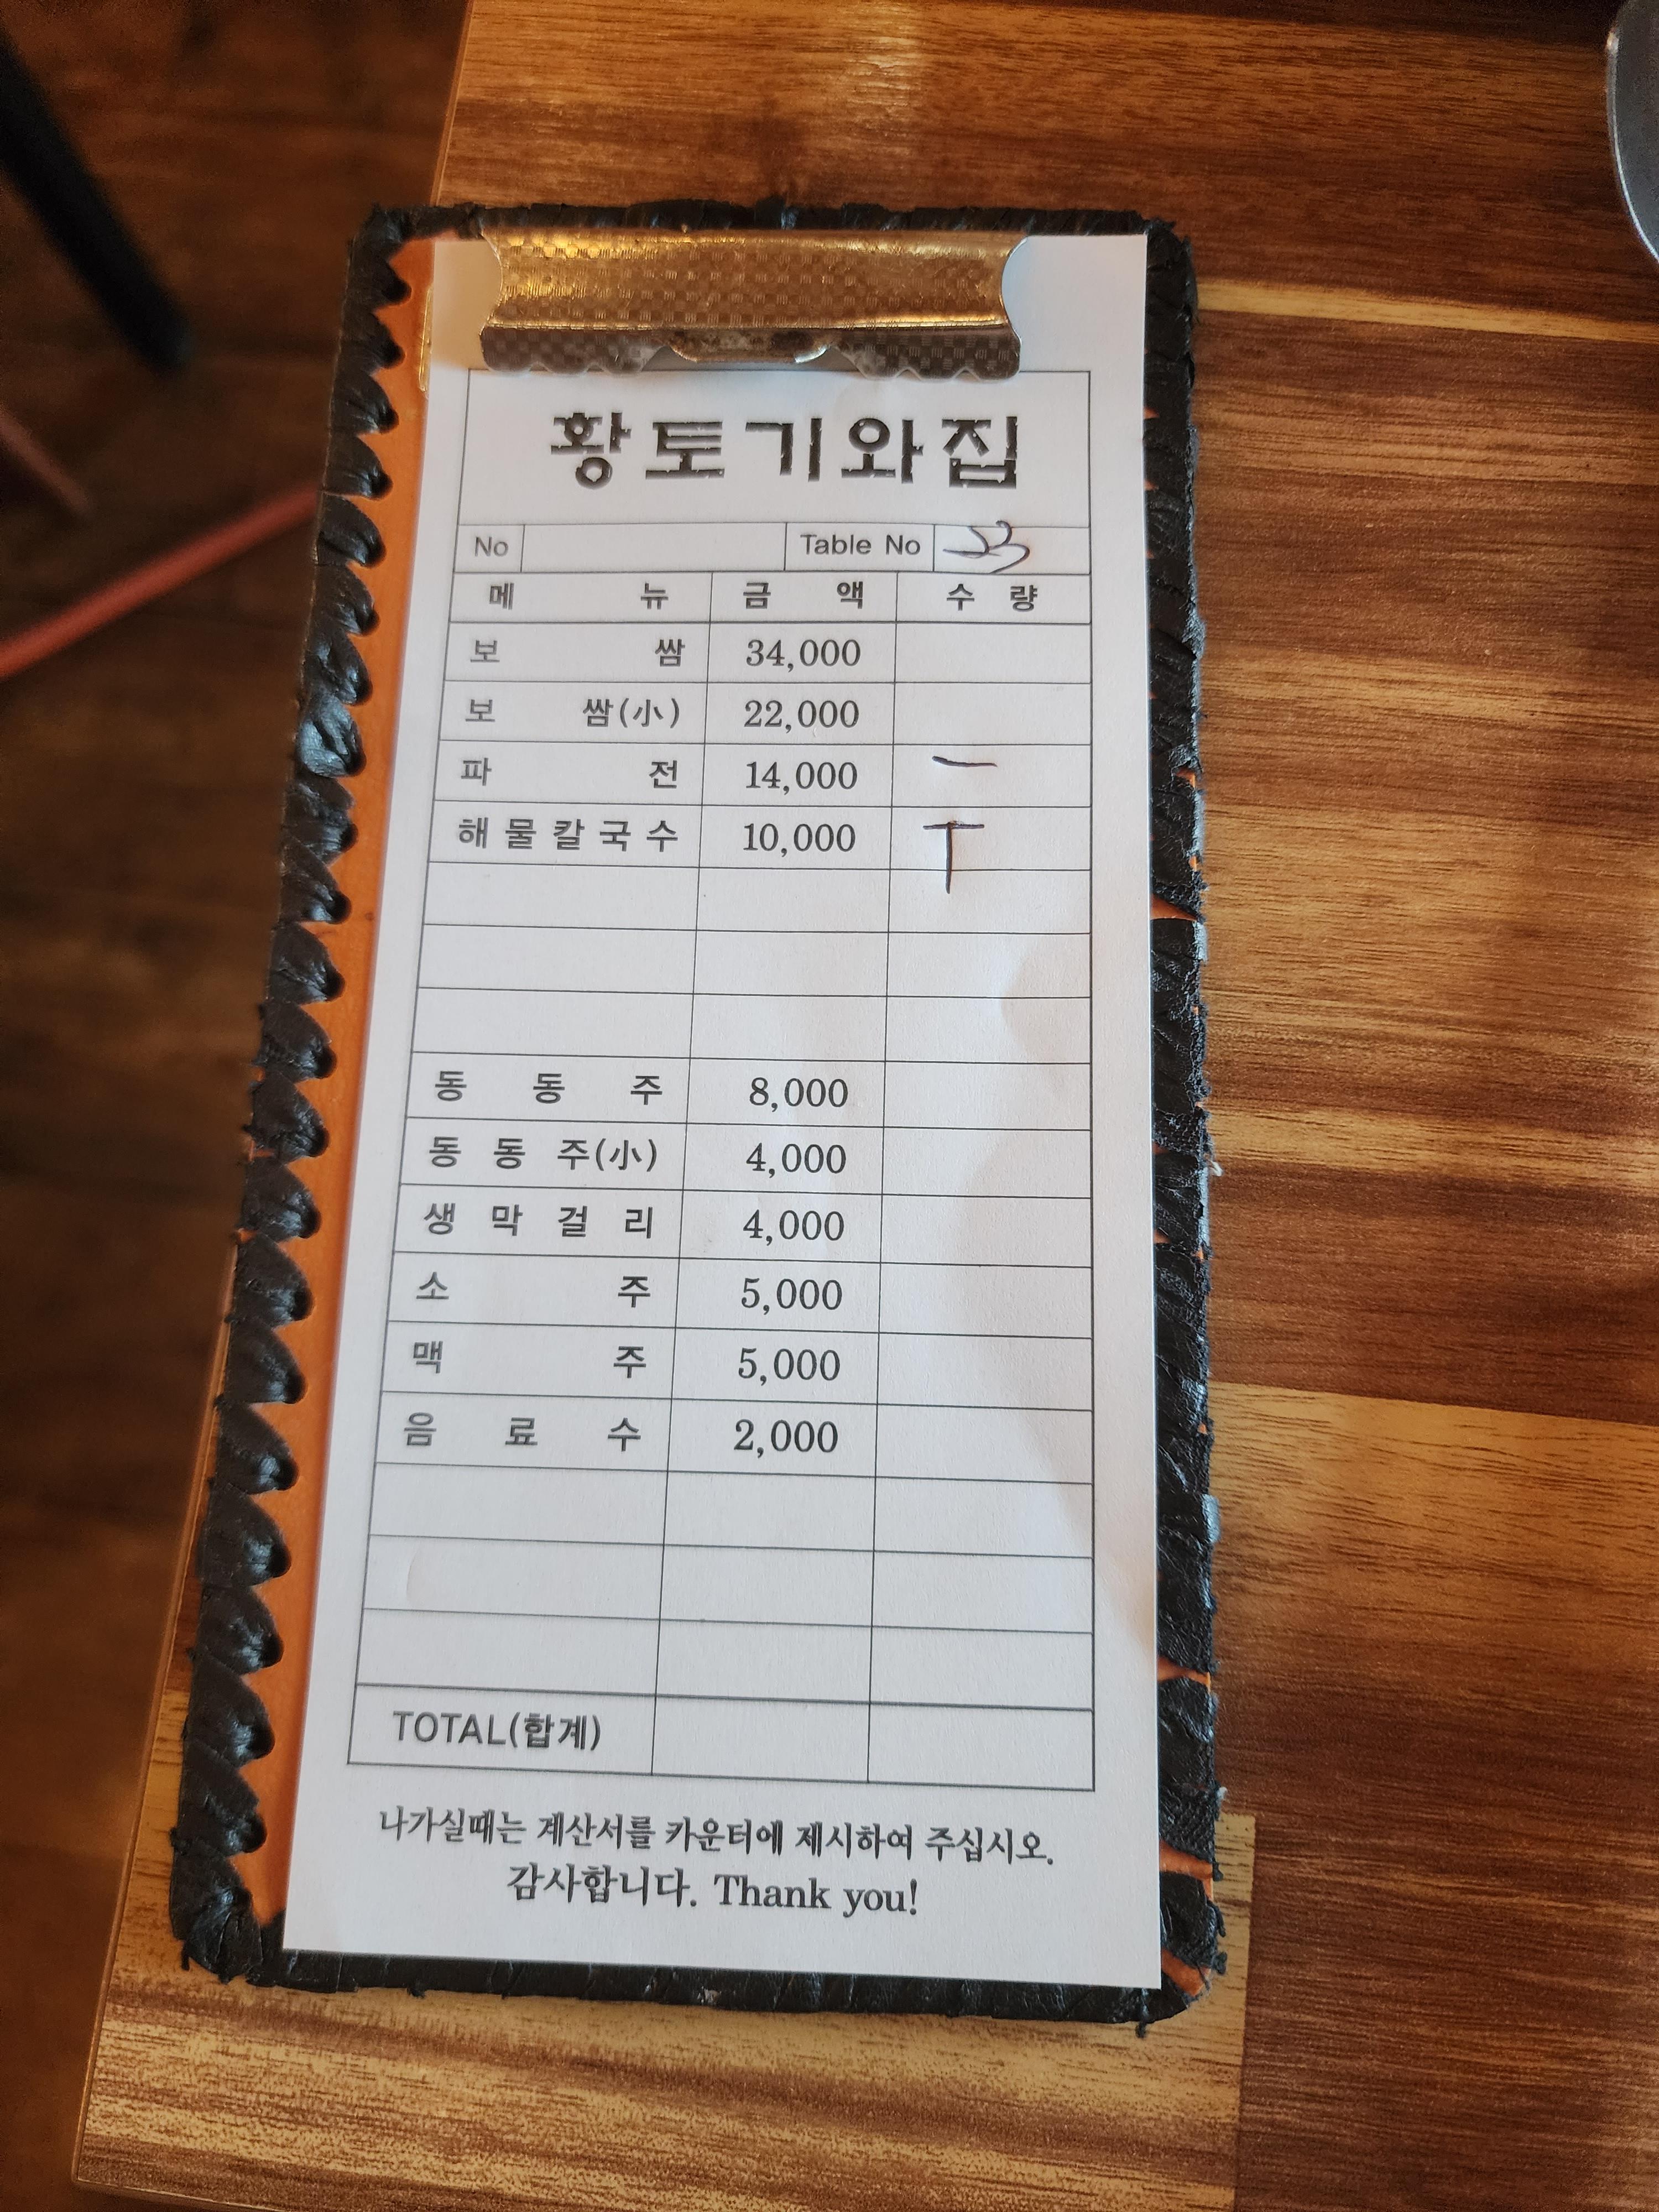 황토기와집
No Table No 33
메뉴 금액 수량
보쌈 34,000
보쌈(小) 22,000
파전 14,000 一
해물칼국수 10,000 丅
동동주 8,000
동동주(小) 4,000
생막걸리 4,000
소주 5,000
맥주 5,000
음료수 2,000
TOTAL(합계)
나가실때는 계산서를 카운터에 제시하여 주십시오.
감사합니다. Thank you!